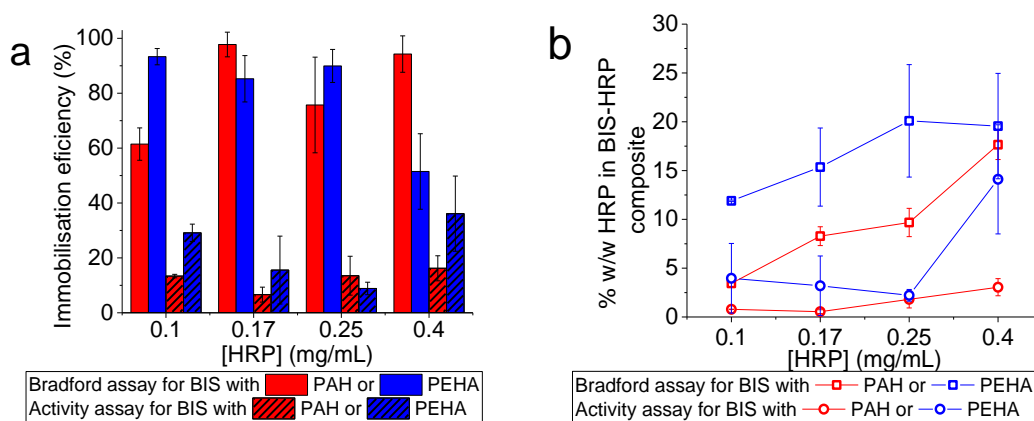 a
Immobilisation eficiency (%)
100
80
60
40
20
0
0.1 0.17 0.25 0.4
[HRP] (mg/mL)
Bradford assay for BIS with PAH or PEHA
Activity assay for BIS with PAH or PEHA
b
% w/w HRP in BIS-HRP
composite
30
25
20
15
10
5
0
0.1 0.17 0.25 0.4
[HRP] (mg/mL)
Bradford assay for BIS with PAH or PEHA
Activity assay for BIS with PAH or PEHA